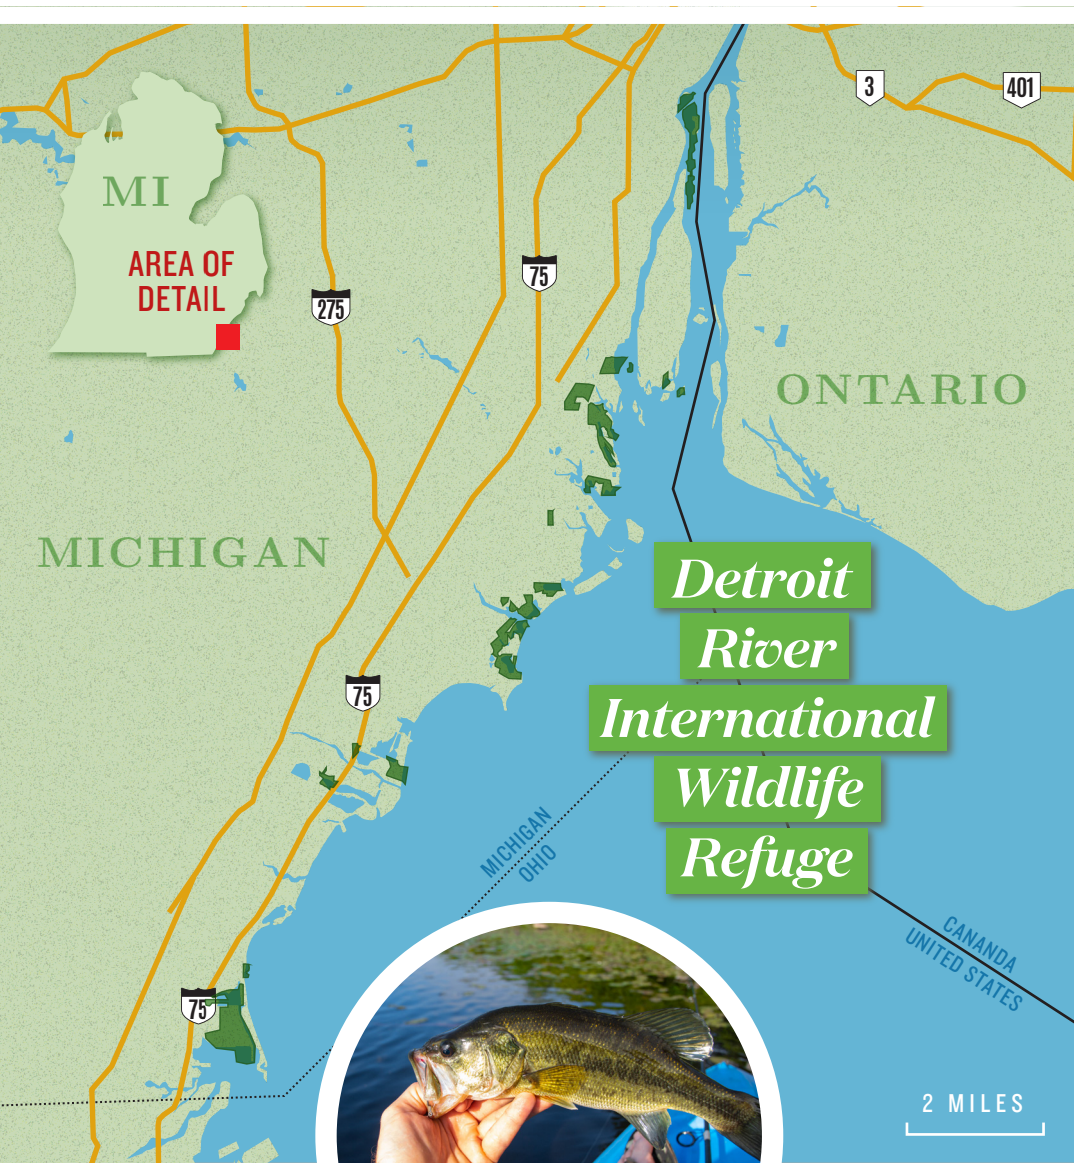 3
401
MI
AREA OF
DETAIL
75
275
ONTARIO
MICHIGAN
Detroit
River
International
Wildlife
Refuge
75
MICHIGAN
OHIO
CANANDA
UNITED STATES
75
2 MILES